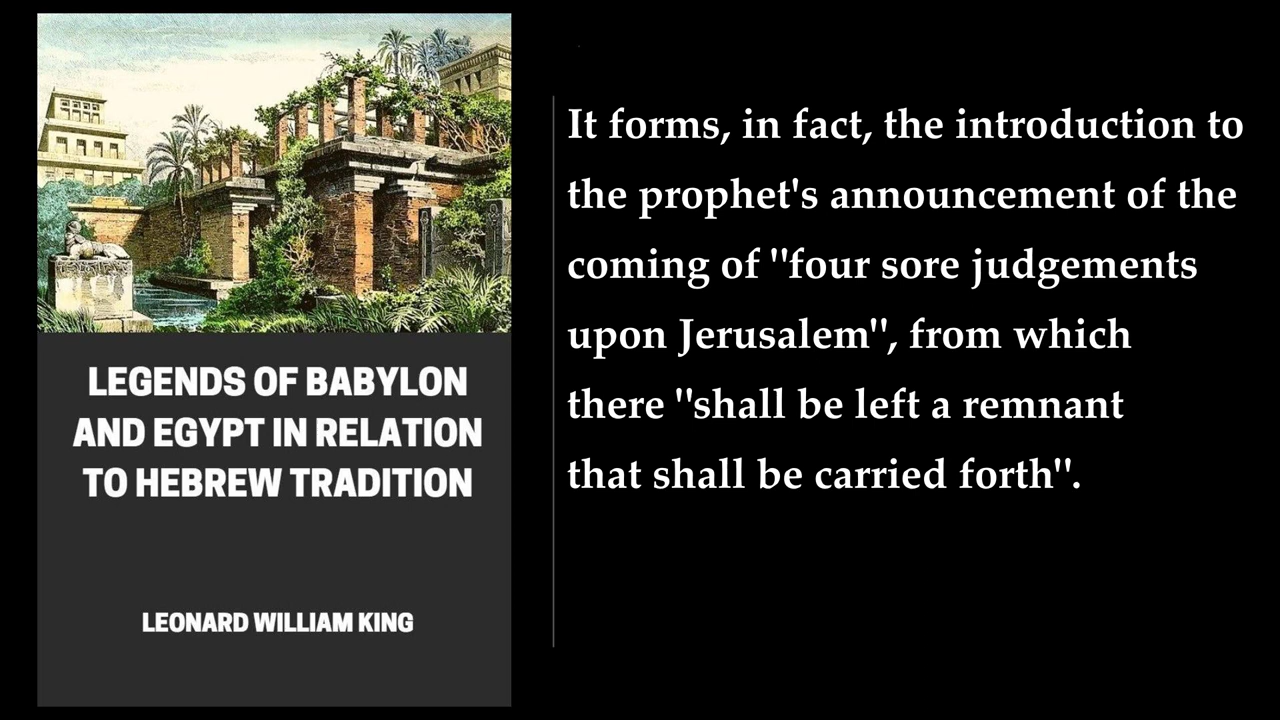 LEGENDS OF BABYLON
AND EGYPT IN RELATION
TO HEBREW TRADITION
LEONARD WILLIAM KING
It forms, in fact, the introduction to
the prophet's announcement of the
coming of "four sore judgements
upon Jerusalem", from which
there "shall be left a remnant
that shall be carried forth".